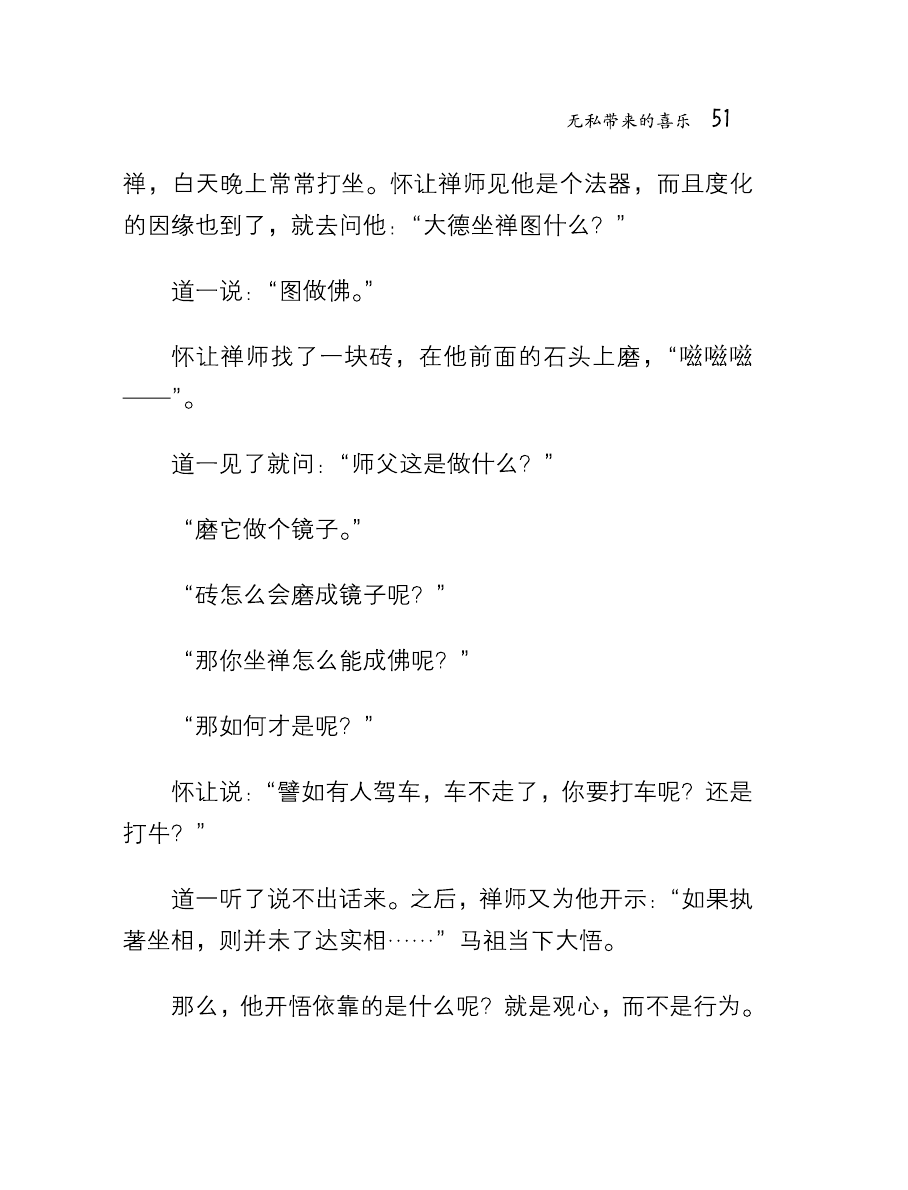 无私带来的喜乐 51
禅，白天晚上常常打坐。怀让禅师见他是个法器，而且度化
的因缘也到了，就去问他：“大德坐禅图什么？”
道一说：“图做佛。”
怀让禅师找了一块砖，在他前面的石头上磨，“嗞嗞嗞
——”。
道一见了就问：“师父这是做什么？”
“磨它做个镜子。”
“砖怎么会磨成镜子呢？”
“那你坐禅怎么能成佛呢？”
“那如何才是呢？”
怀让说：“譬如有人驾车，车不走了，你要打车呢？还是
打牛？”
道一听了说不出话来。之后，禅师又为他开示：“如果执
著坐相，则并未了达实相……”马祖当下大悟。
那么，他开悟依靠的是什么呢？就是观心，而不是行为。